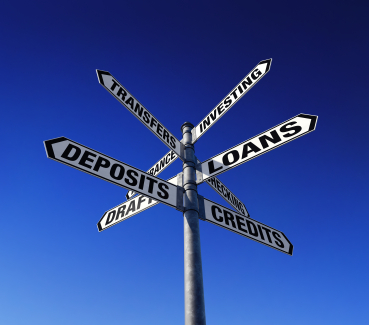 TRANSFERS
INVESTING
LOANS
DEPOSITS
CREDITS